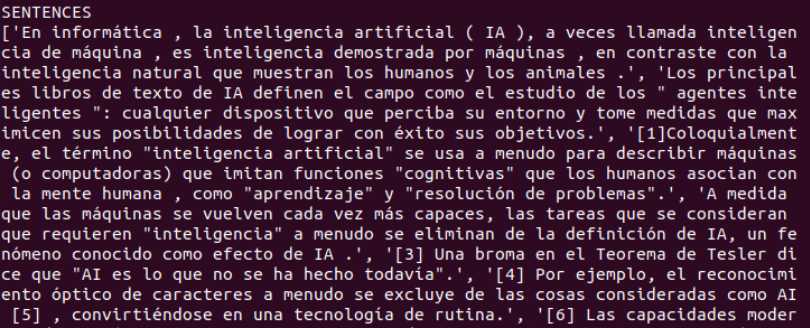 SENTENCES
['En informática , la inteligencia artificial ( IA ), a veces llamada inteligen
cia de máquina , es inteligencia demostrada por máquinas , en contraste con la
inteligencia natural que muestran los humanos y los animales .', 'Los principal
es libros de texto de IA definen el campo como el estudio de los " agentes inte
ligentes ": cualquier dispositivo que perciba su entorno y tome medidas que max
imicen sus posibilidades de lograr con éxito sus objetivos.', '[1]Coloquialment
e, el término "inteligencia artificial" se usa a menudo para describir máquinas
 (o computadoras) que imitan funciones "cognitivas" que los humanos asocian con
 la mente humana , como "aprendizaje" y "resolución de problemas".', 'A medida
que las máquinas se vuelven cada vez más capaces, las tareas que se consideran
que requieren "inteligencia" a menudo se eliminan de la definición de IA, un fe
nómeno conocido como efecto de IA .', '[3] Una broma en el Teorema de Tesler di
ce que "AI es lo que no se ha hecho todavía".', '[4] Por ejemplo, el reconocimi
ento óptico de caracteres a menudo se excluye de las cosas consideradas como AI
 [5] , convirtiéndose en una tecnología de rutina.', '[6] Las capacidades moder